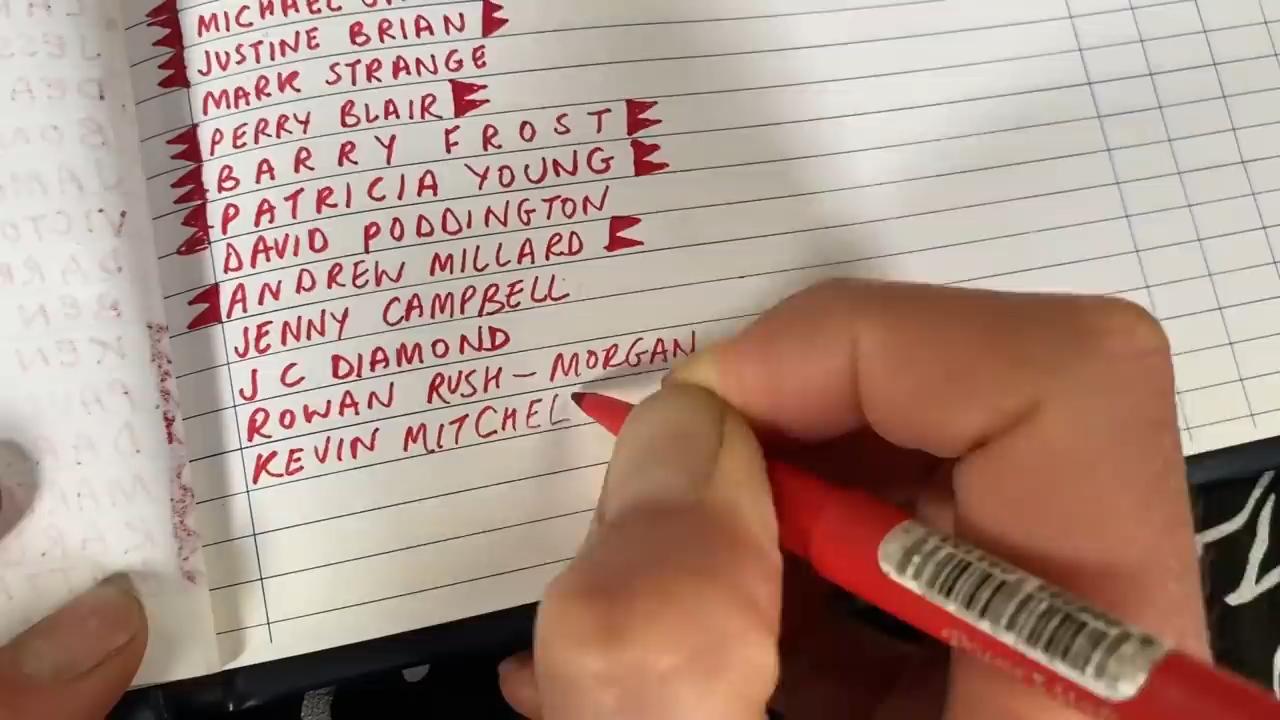 MICHAEL
JUSTINE BRIAN
MARK STRANGE
PERRY BLAIR
BARRY FROST
PATRICIA YOUNG
DAVID PODDINGTON
ANDREW MILLARD
JENNY CAMPBELL
J C DIAMOND
ROWAN RUSH - MORGAN
KEVIN MITCHEL